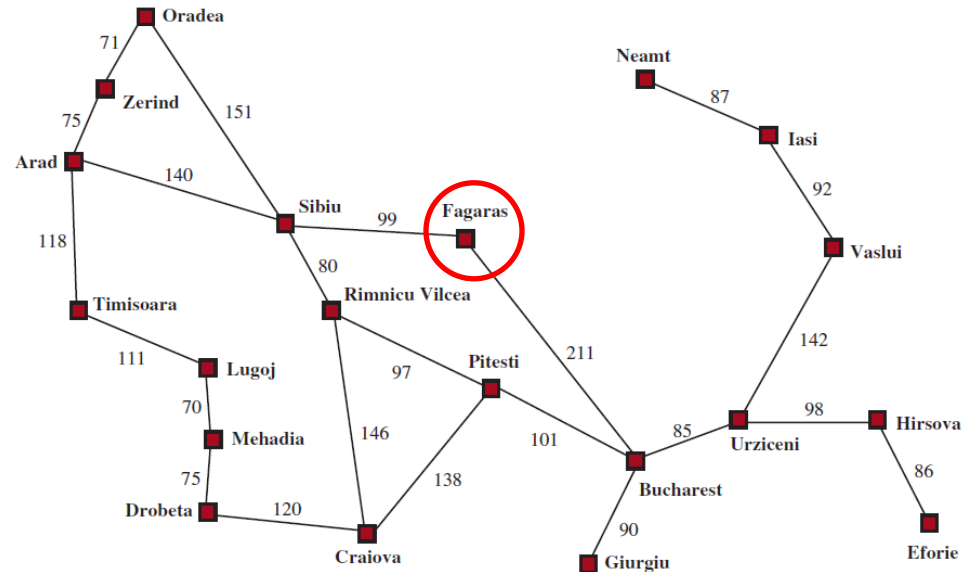 Oradea
71
Neamt
87
Zerind
151
75
Iasi
Arad
140
92
Sibiu
99
Fagaras
118
80
Vaslui
Rimnicu Vilcea
Timisoara
142
211
111
Lugoj
97
Pitesti
70
98
Hirsova
Mehadia
146
101
85
Urziceni
86
75
138
Bucharest
Drobeta
120
90
Craiova
Giurgiu
Eforie